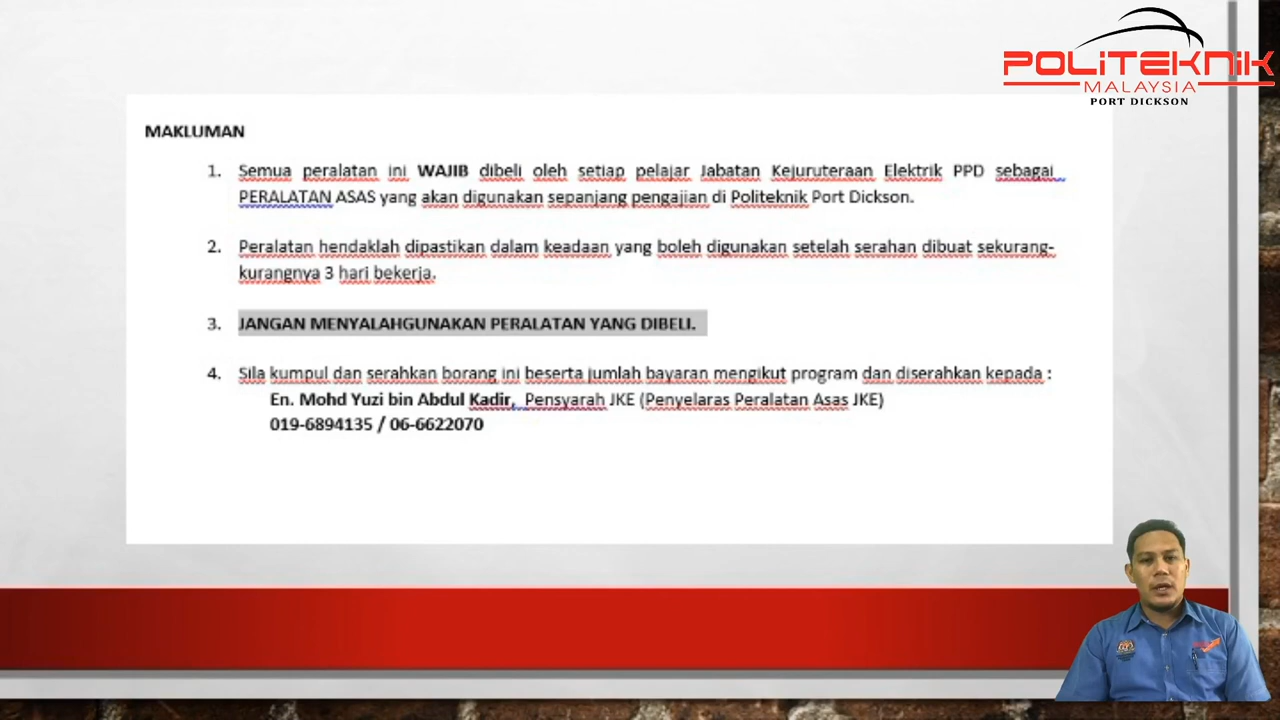 POLiTEKniK
MALAYSIA
PORT DICKSON
MAKLUMAN
1. Semua peralatan ini WAJIB dibeli oleh setiap pelajar Jabatan Kejuruteraan Elektrik PPD sebagai
PERALATAN ASAS yang akan digunakan sepanjang pengajian di Politeknik Port Dickson.
2. Peralatan hendaklah dipastikan dalam keadaan yang boleh digunakan setelah serahan dibuat sekurang-
kurangnya 3 hari bekerja.
3. JANGAN MENYALAHGUNAKAN PERALATAN YANG DIBELI.
4. Sila kumpul dan serahkan borang ini beserta jumlah bayaran mengikut program dan diserahkan kepada :
En. Mohd Yuzi bin Abdul Kadir, Pensyarah JKE (Penyelaras Peralatan Asas JKE)
019-6894135 / 06-6622070